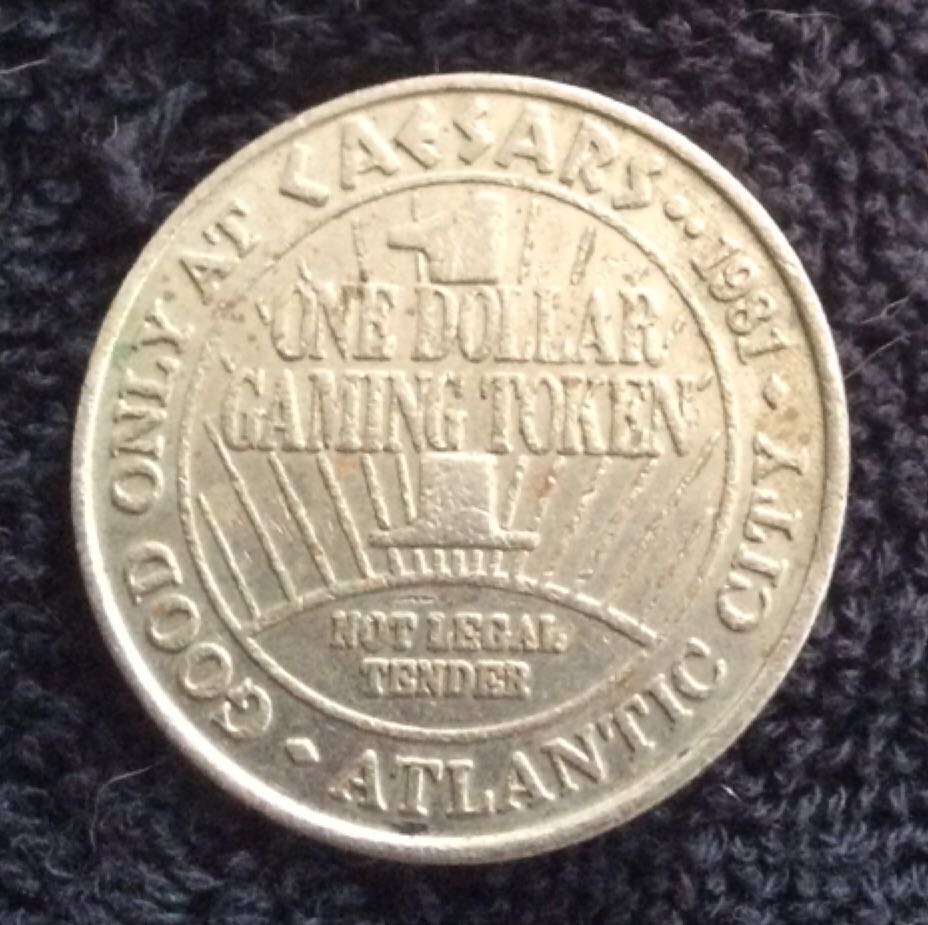 GOOD ONLY AT CAESARS... 1981
ATLANTIC CITY
1
ONE DOLLAR
GAMING TOKEN
NOT LEGAL
TENDER